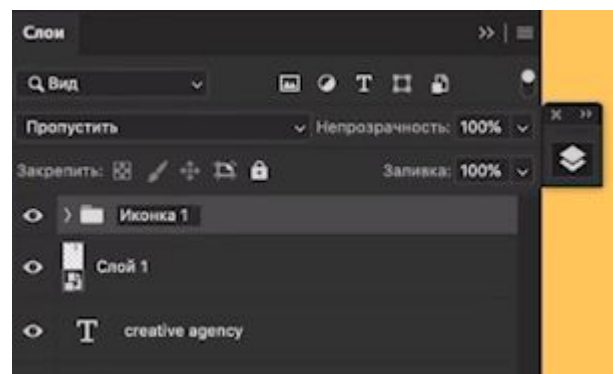 Слои
Вид
Пропустить
Непрозрачность: 100%
Закрепить:
Заливка: 100%
Иконка 1
Слой 1
creative agency